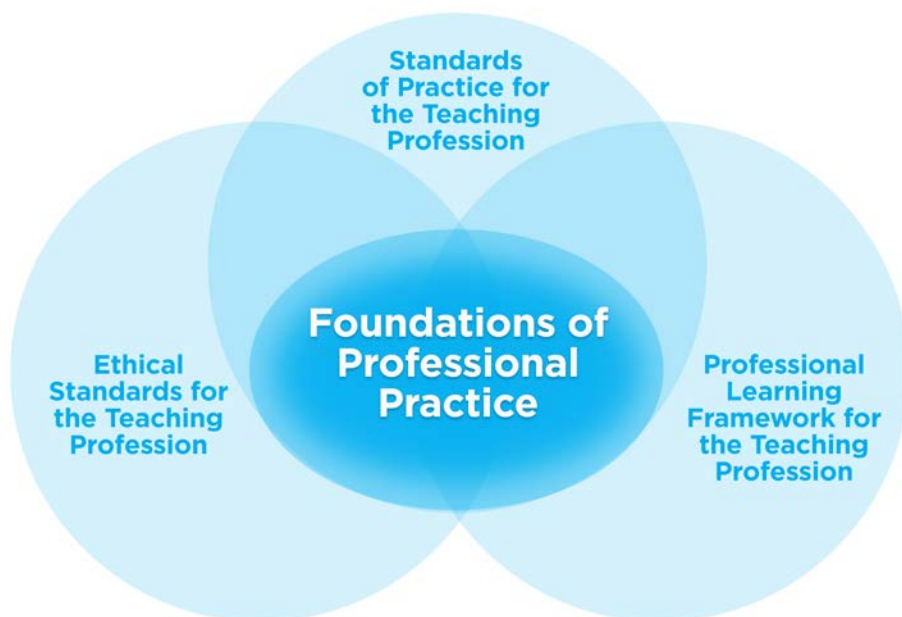 Standards
of Practice for
the Teaching
Profession
Foundations of
Professional
Practice
Ethical
Standards for
the Teaching
Profession
Professional
Learning
Framework for
the Teaching
Profession